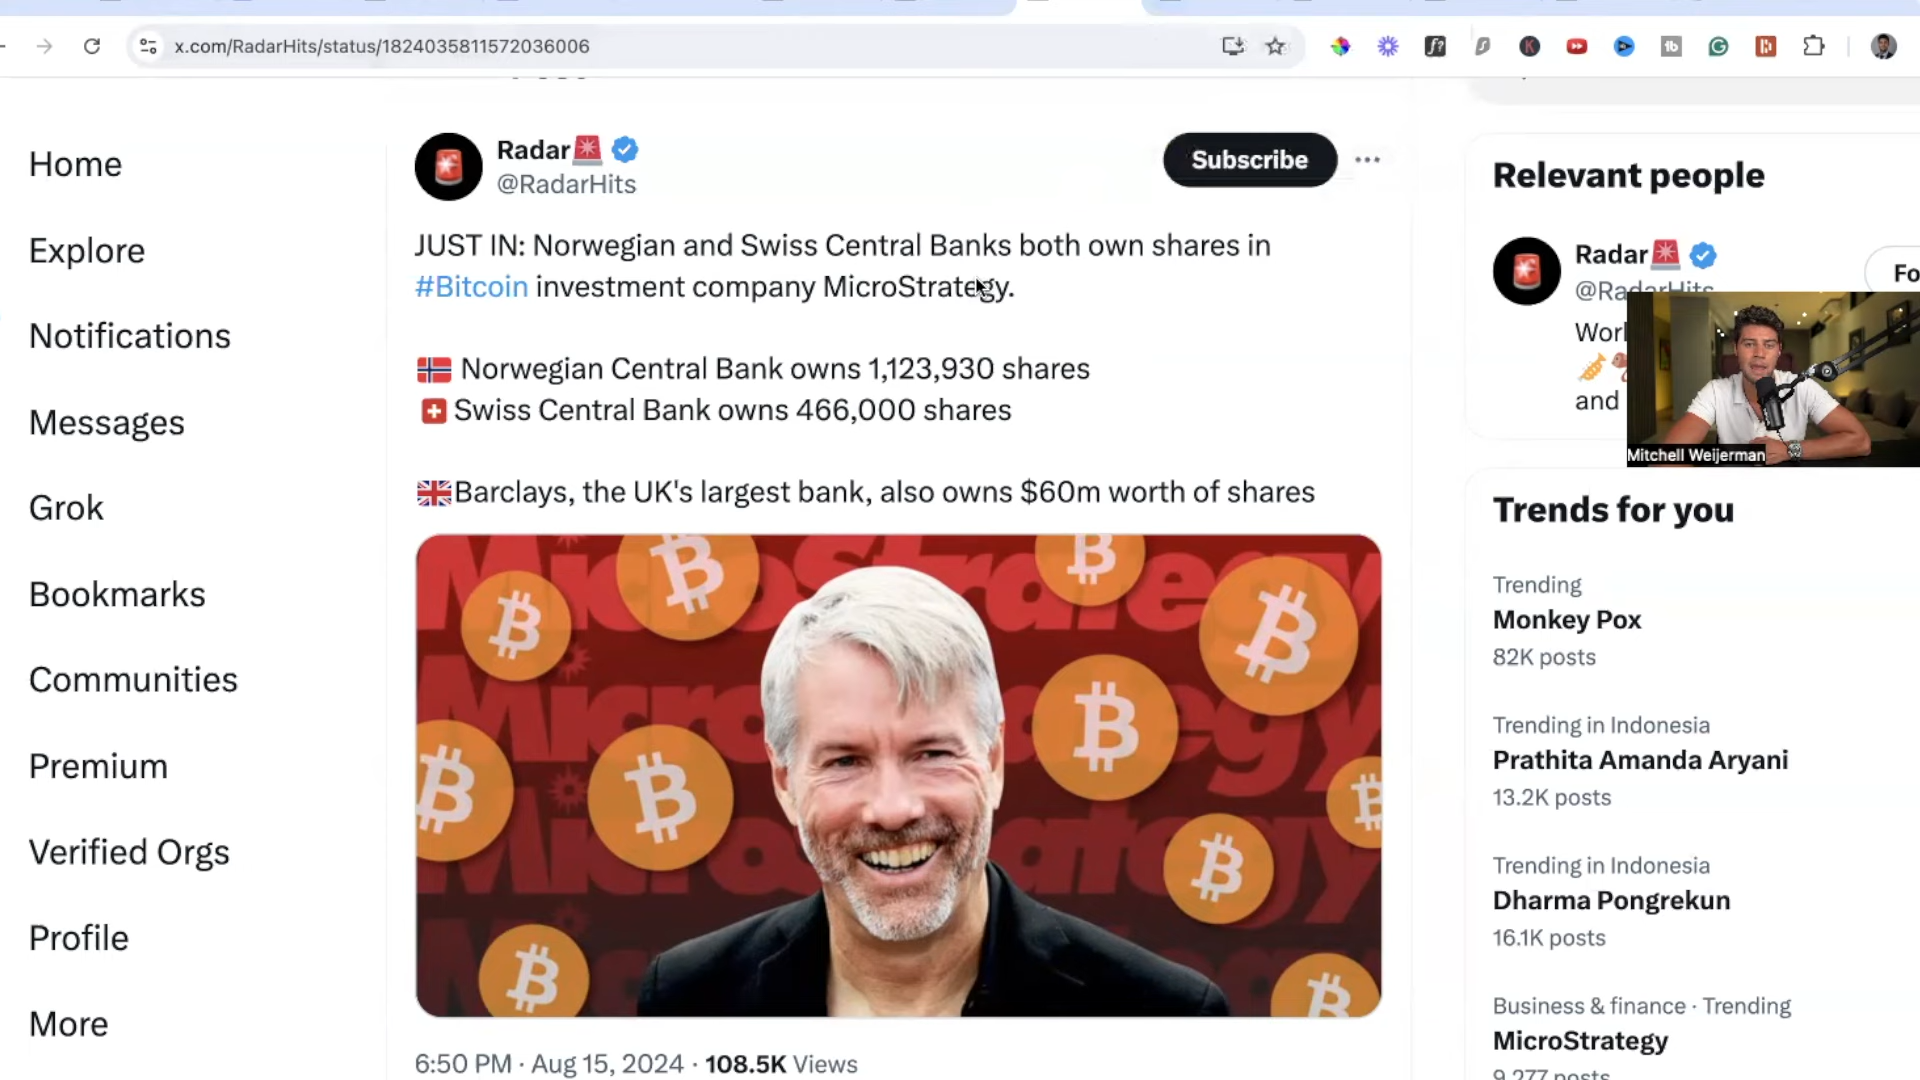 x.com/RadarHits/status/1824035811572036006
Home
Explore
Notifications
Messages
Grok
Bookmarks
Communities
Premium
Verified Orgs
Profile
More
Radar🚨
@RadarHits
Subscribe
JUST IN: Norwegian and Swiss Central Banks both own shares in
#Bitcoin investment company MicroStrategy.
🇳🇴 Norwegian Central Bank owns 1,123,930 shares
🇨🇭 Swiss Central Bank owns 466,000 shares
🇬🇧Barclays, the UK's largest bank, also owns $60m worth of shares
MicroStrategy
6:50 PM · Aug 15, 2024 · 108.5K Views
Relevant people
Radar🚨
@RadarHits
Fo
and
Mitchell Weijerman
Trends for you
Trending
Monkey Pox
82K posts
Trending in Indonesia
Prathita Amanda Aryani
13.2K posts
Trending in Indonesia
Dharma Pongrekun
16.1K posts
Business & finance · Trending
MicroStrategy
9,277 posts